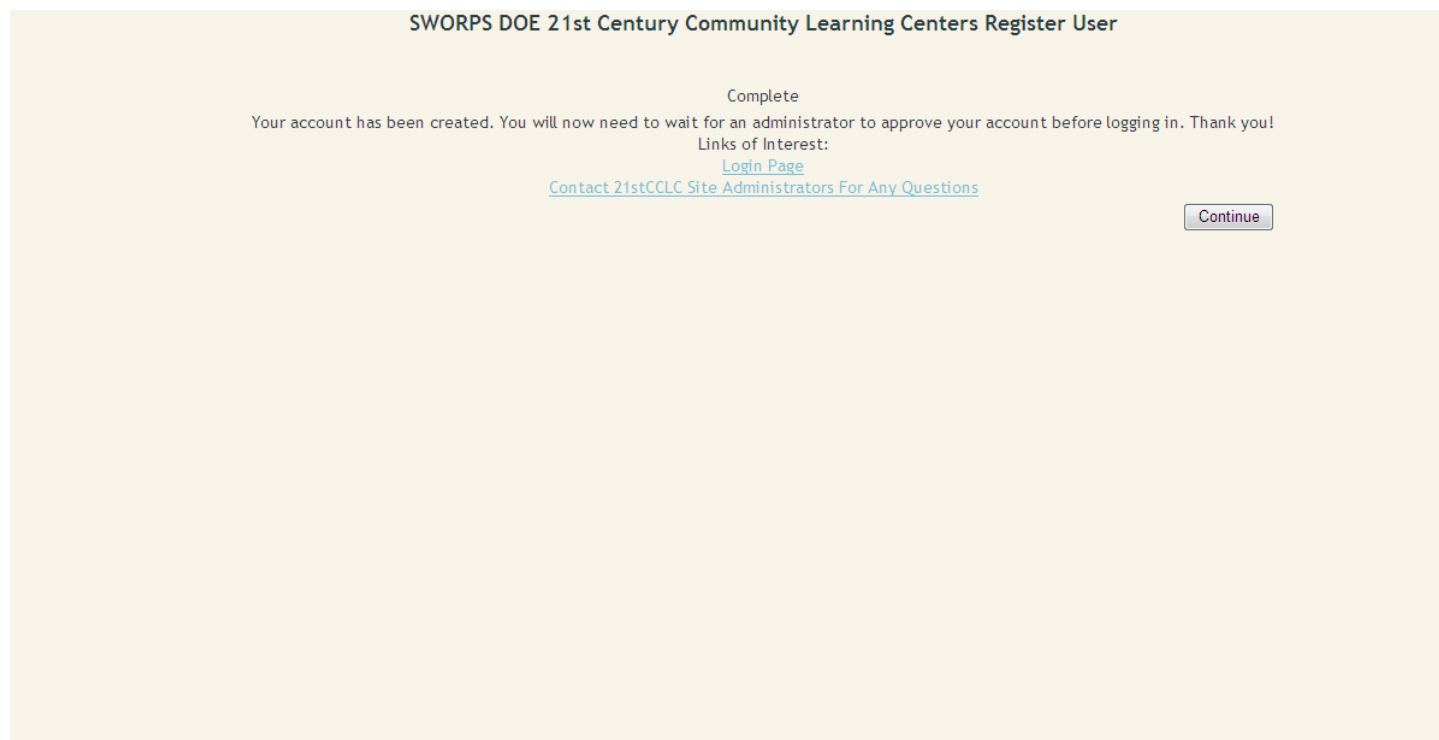 SWORPS DOE 21st Century Community Learning Centers Register User
Complete
Your account has been created. You will now need to wait for an administrator to approve your account before logging in. Thank you!
Links of Interest:
Login Page
Contact 21stCCLC Site Administrators For Any Questions
Continue